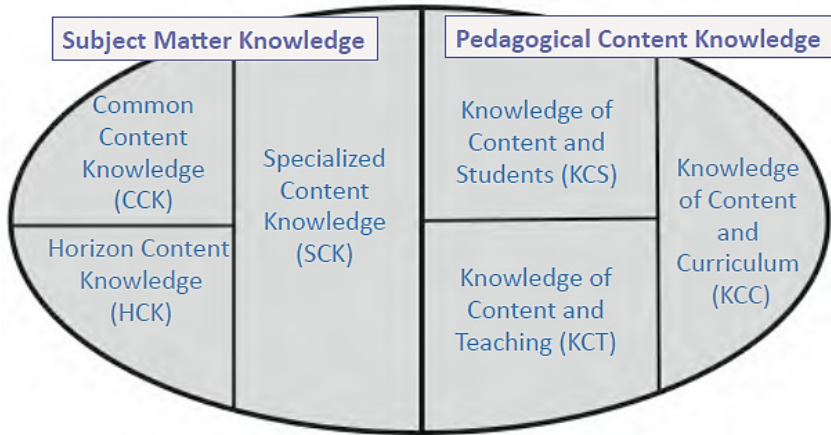 Subject Matter Knowledge
Pedagogical Content Knowledge
Common
Content
Knowledge
(CCK)
Horizon Content
Knowledge
(HCK)
Specialized
Content
Knowledge
(SCK)
Knowledge of
Content and
Students (KCS)
Knowledge of
Content and
Teaching (KCT)
Knowledge
of Content
and
Curriculum
(KCC)